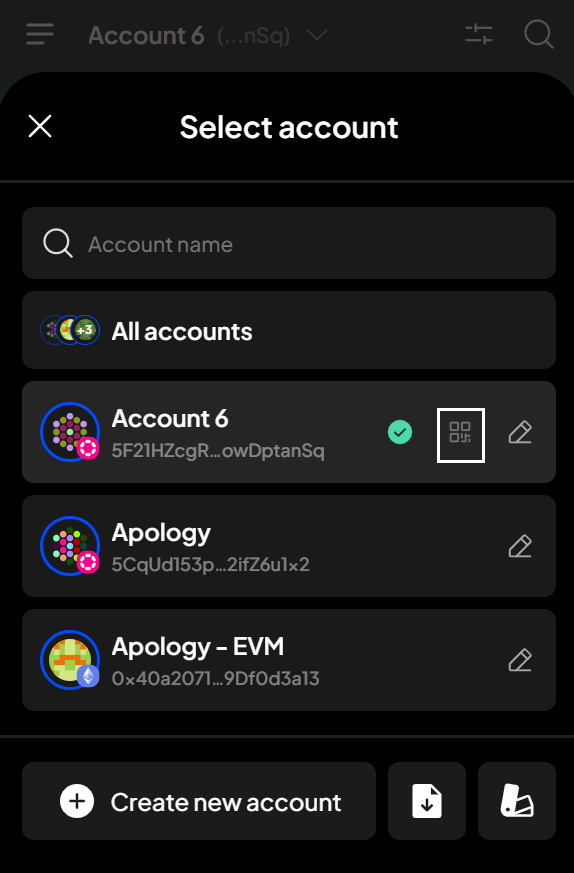 Account 6 (...nSq)
Select account
Account name
+3 All accounts
Account 6
5F21HZcgR...owDptanSq
Apology
5CqUd153p...2ifZ6u1x2
Apology - EVM
0x40a2071...9Df0d3a13
Create new account